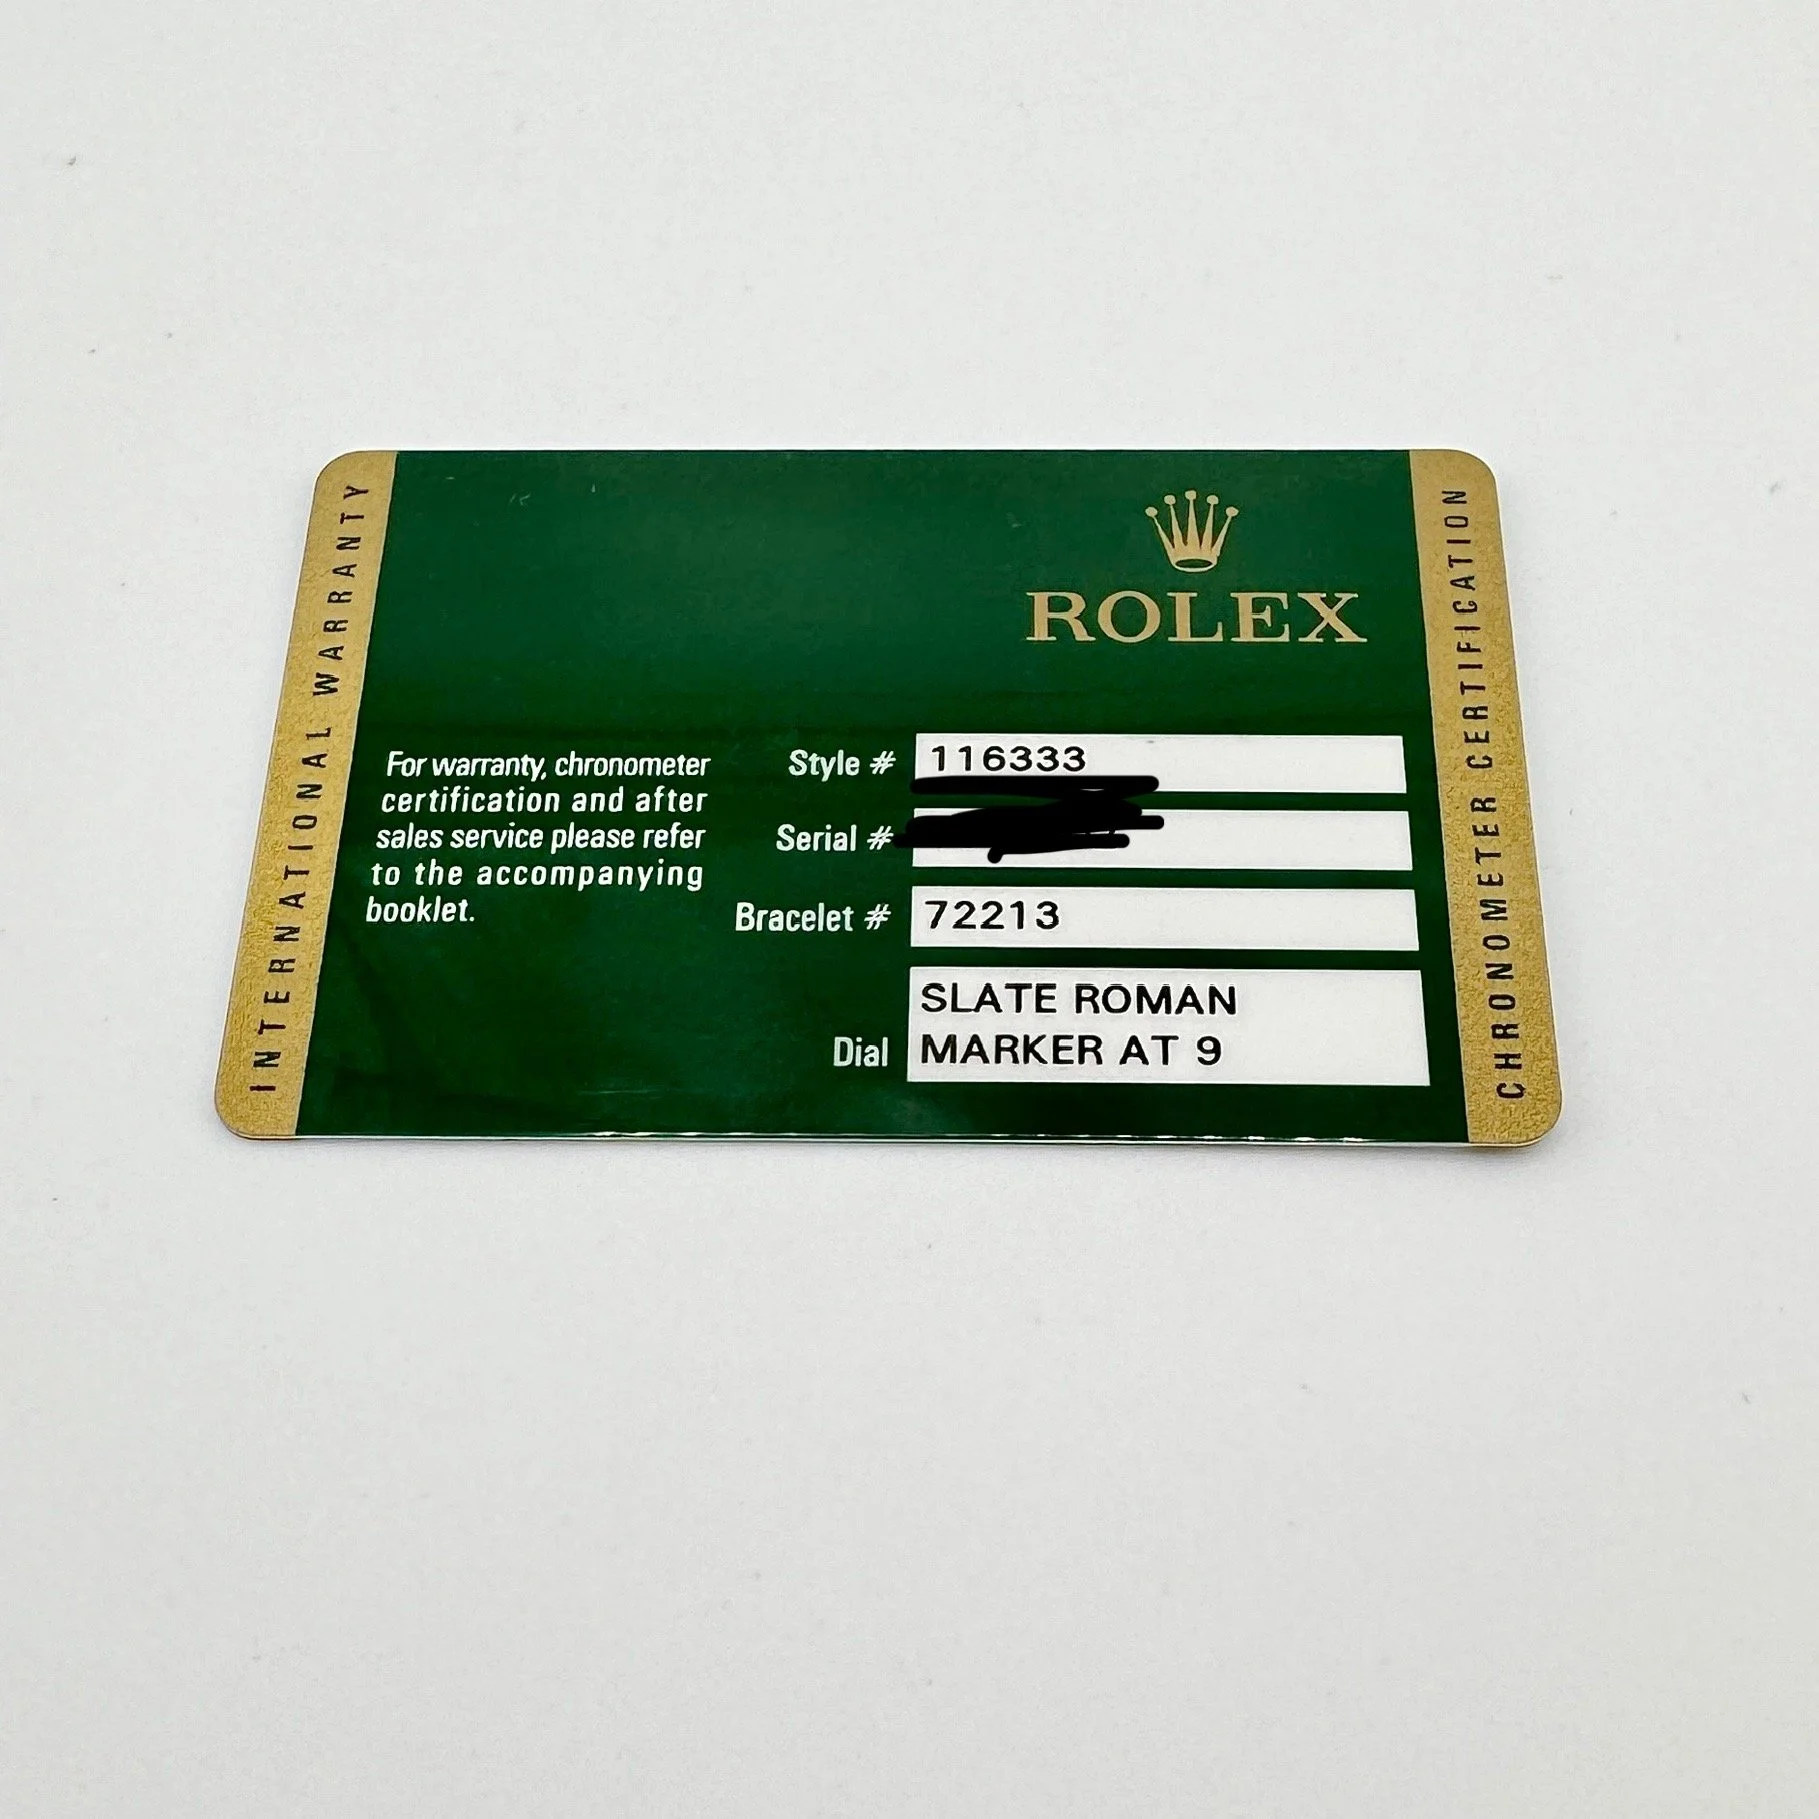 INTERNATIONAL WARRANTY
ROLEX
For warranty, chronometer
certification and after
sales service please refer
to the accompanying
booklet.
Style # 116333
Serial #
Bracelet # 72213
Dial SLATE ROMAN
MARKER AT 9
CHRONOMETER CERTIFICATION